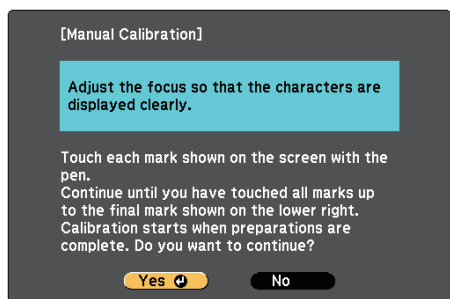 [Manual Calibration]
Adjust the focus so that the characters are
displayed clearly.
Touch each mark shown on the screen with the
pen.
Continue until you have touched all marks up
to the final mark shown on the lower right.
Calibration starts when preparations are
complete. Do you want to continue?
Yes
No